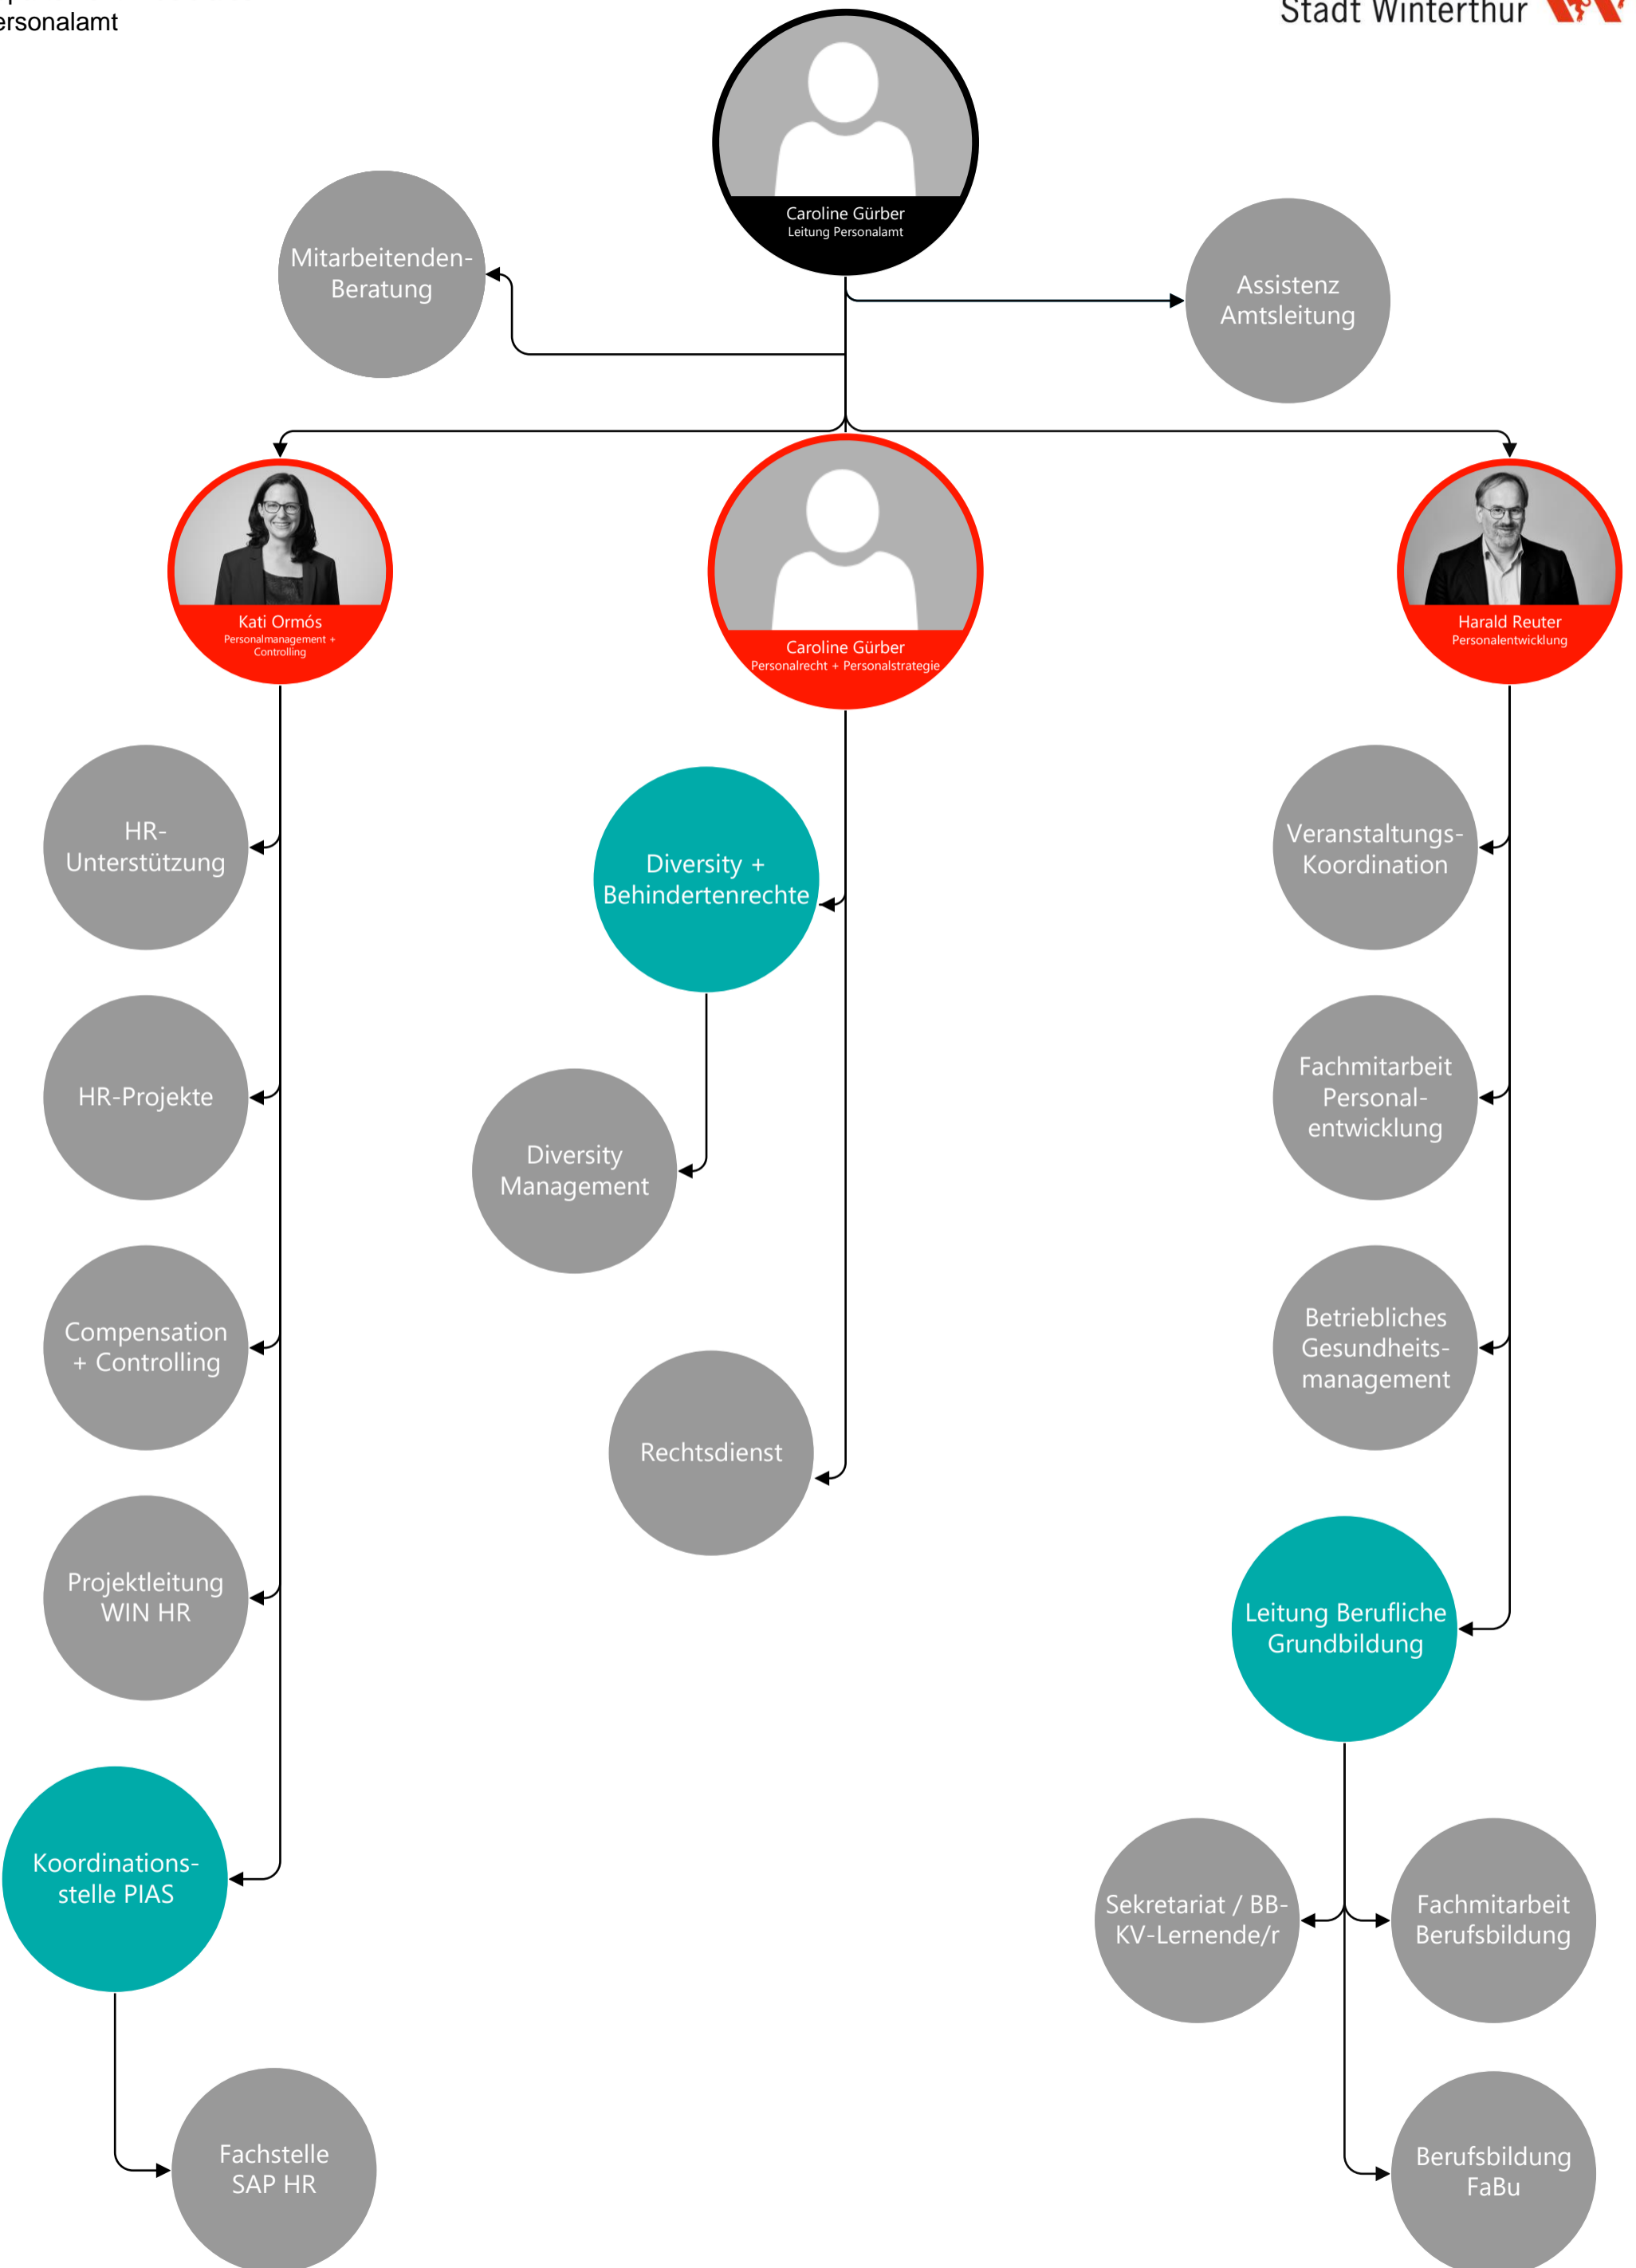 Personalamt
Stadt Winterthur
Caroline Gürber
Leitung Personalamt
Mitarbeitenden-
Beratung
Assistenz
Amtsleitung
Kati Ormós
Personalmanagement +
Controlling
Caroline Gürber
Personalrecht + Personalstrategie
Harald Reuter
Personalentwicklung
HR-
Unterstützung
Diversity +
Behindertenrechte
Veranstaltungs-
Koordination
HR-Projekte
Diversity
Management
Fachmitarbeit
Personal-
entwicklung
Compensation
+ Controlling
Rechtsdienst
Betriebliches
Gesundheits-
management
Projektleitung
WIN HR
Leitung Berufliche
Grundbildung
Koordinations-
stelle PIAS
Sekretariat / BB-
KV-Lernende/r
Fachmitarbeit
Berufsbildung
Fachstelle
SAP HR
Berufsbildung
FaBu